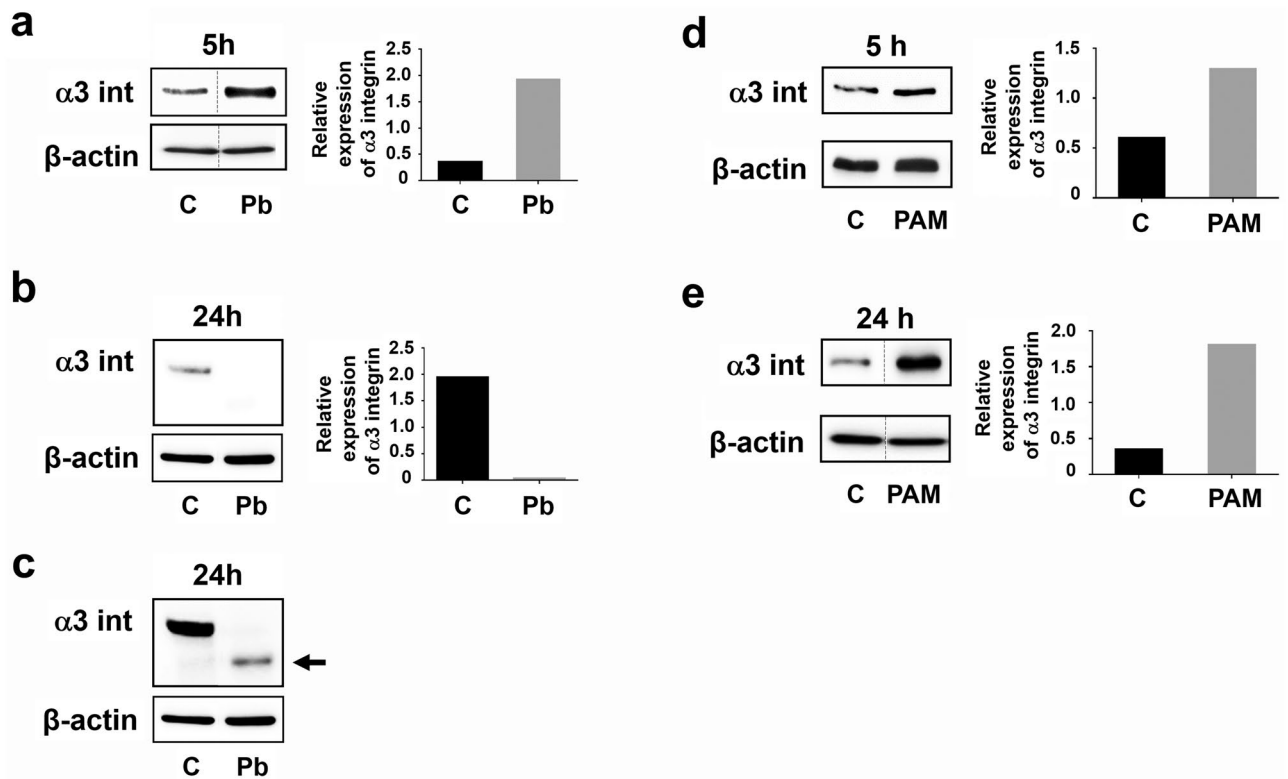 a
5h
α3 int
β-actin
C Pb
Relative
expression
of α3 integrin
2.5
2.0
1.5
1.0
0.5
0
C Pb
b
24h
α3 int
β-actin
C Pb
Relative
expression
of α3 integrin
2.5
2.0
1.5
1.0
0.5
0
C Pb
c
24h
α3 int
β-actin
C Pb
d
5 h
α3 int
β-actin
C PAM
Relative
expression
of α3 integrin
1.5
1.0
0.5
0
C PAM
e
24 h
α3 int
β-actin
C PAM
Relative
expression
of α3 integrin
2.0
1.5
1.0
0.5
0
C PAM